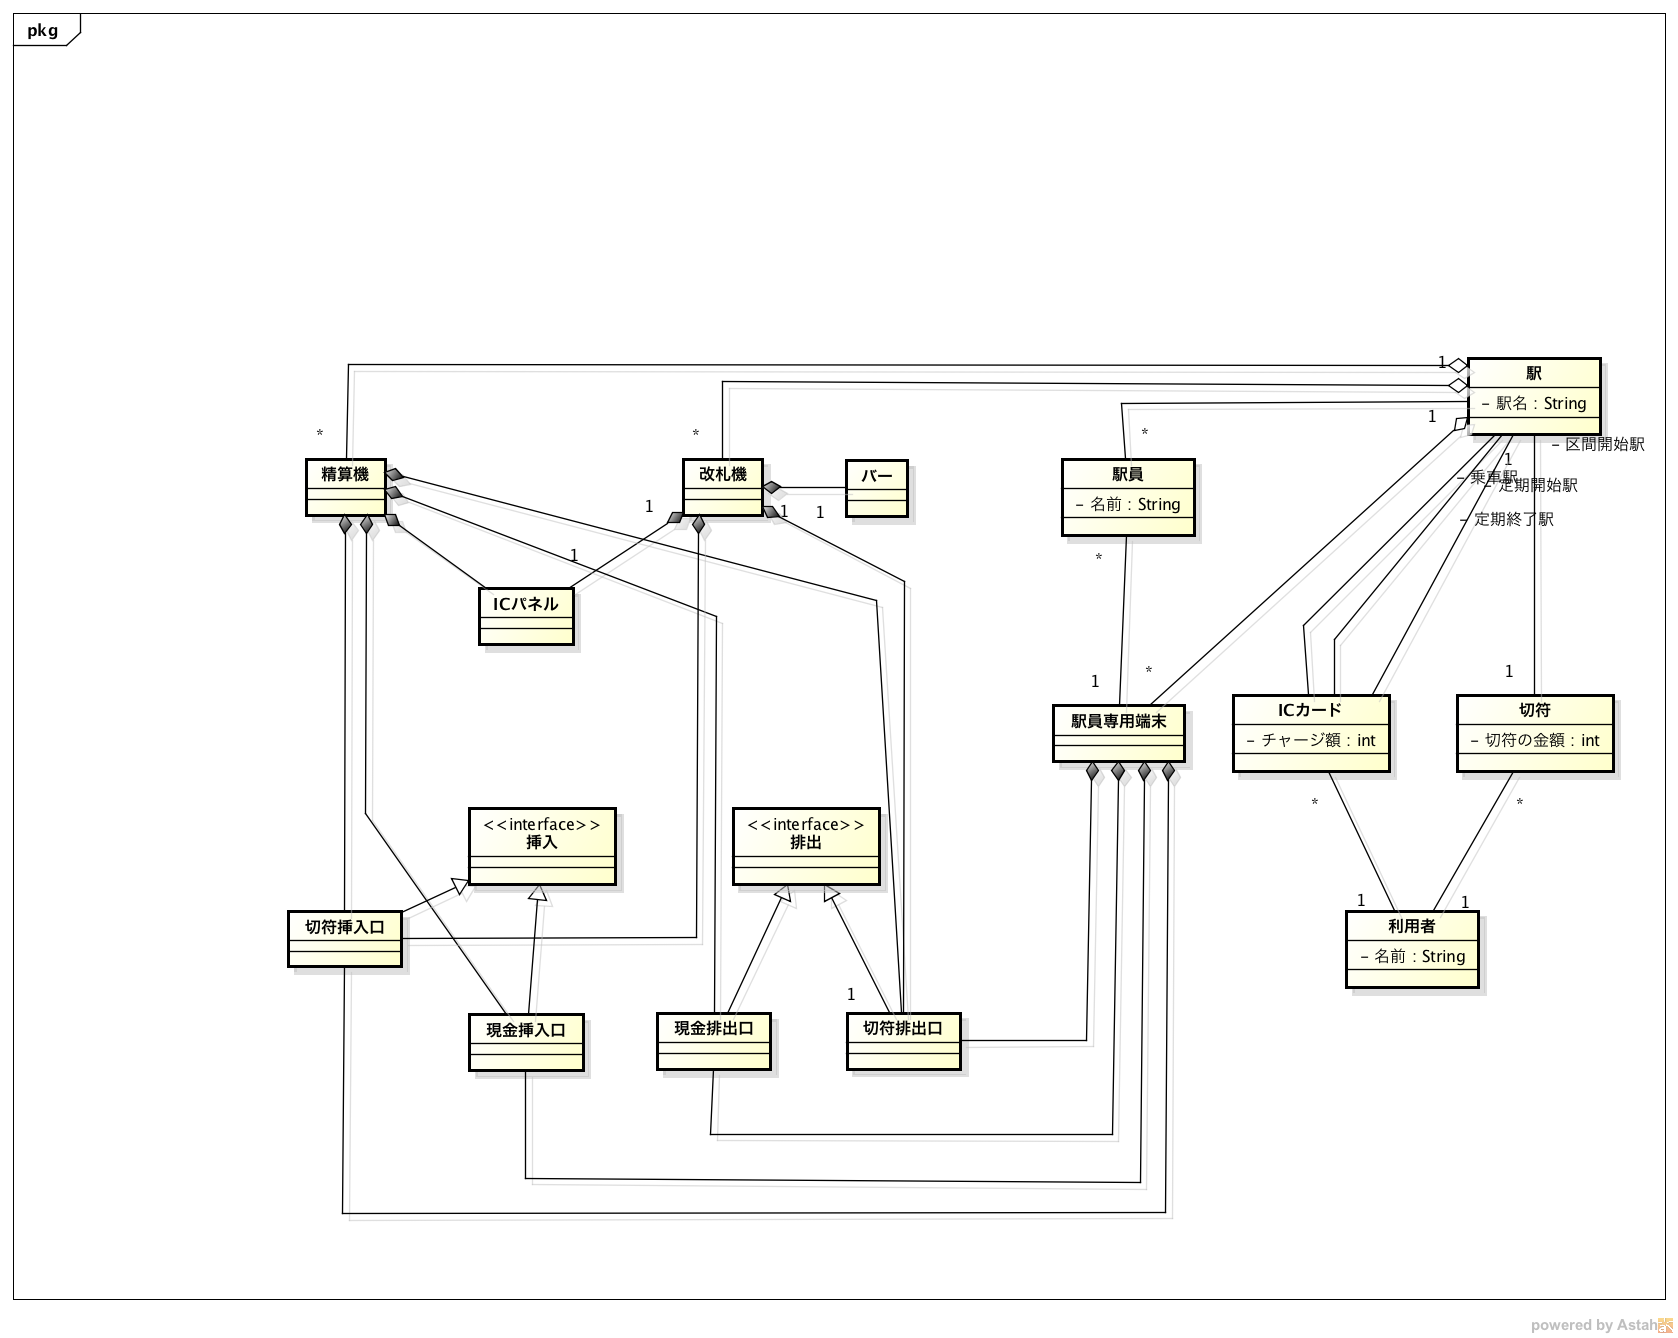 pkg
1
駅
- 駅名 : String
1
*
*
*
- 区間開始駅
1
- 乗車駅
- 定期開始駅
- 定期終了駅
精算機
改札機
バー
駅員
- 名前 : String
1
1
1
1
*
ICパネル
1
*
1
駅員専用端末
ICカード
- チャージ額 : int
切符
- 切符の金額 : int
*
*
<<interface>>
挿入
<<interface>>
排出
1
1
切符挿入口
利用者
- 名前 : String
1
現金挿入口
現金排出口
切符排出口
powered by Astah